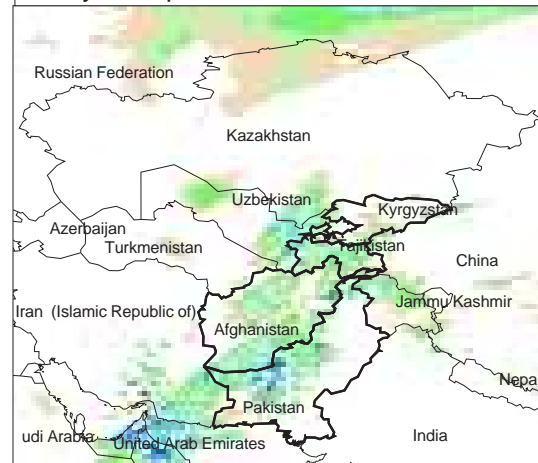 Russian Federation
Kazakhstan
Uzbekistan
Kyrgyzstan
Azerbaijan
Turkmenistan
Tajikistan
China
Iran (Islamic Republic of)
Jammu Kashmir
Afghanistan
Nepa
Pakistan
udi Arabia
United Arab Emirates
India